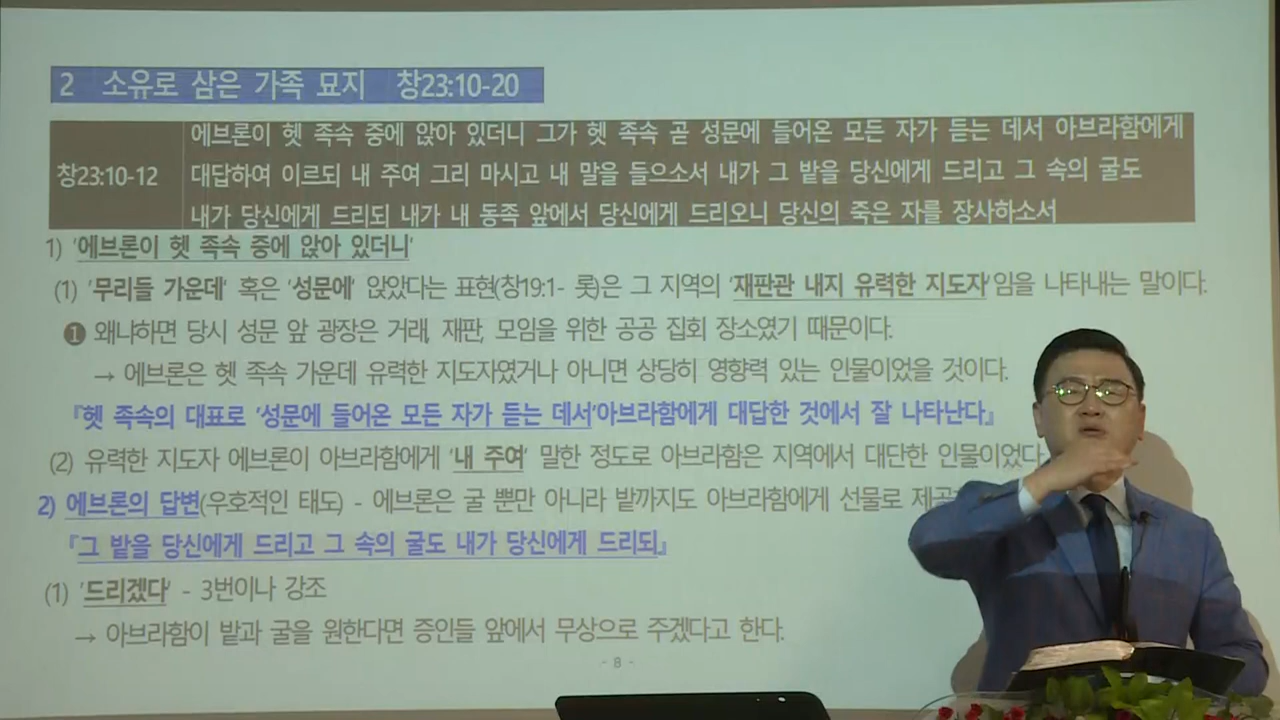 2 소유로 삼은 가족 묘지 창23:10-20
에브론이 헷 족속 중에 앉아 있더니 그가 헷 족속 곧 성문에 들어온 모든 자가 듣는 데서 아브라함에게
창23:10-12 대답하여 이르되 내 주여 그리 마시고 내 말을 들으소서 내가 그 밭을 당신에게 드리고 그 속의 굴도
내가 당신에게 드리되 내가 내 동족 앞에서 당신에게 드리오니 당신의 죽은 자를 장사하소서
1) '에브론이 헷 족속 중에 앉아 있더니'
(1) '무리들 가운데' 혹은 '성문에' 앉았다는 표현(창19:1- 롯)은 그 지역의 '재판관 내지 유력한 지도자'임을 나타내는 말이다.
❶ 왜냐하면 당시 성문 앞 광장은 거래, 재판, 모임을 위한 공공 집회 장소였기 때문이다.
→ 에브론은 헷 족속 가운데 유력한 지도자였거나 아니면 상당히 영향력 있는 인물이었을 것이다.
『헷 족속의 대표로 '성문에 들어온 모든 자가 듣는 데서'아브라함에게 대답한 것에서 잘 나타난다』
(2) 유력한 지도자 에브론이 아브라함에게 '내 주여' 말한 정도로 아브라함은 지역에서 대단한 인물이었다
2) 에브론의 답변(우호적인 태도) - 에브론은 굴 뿐만 아니라 밭까지도 아브라함에게 선물로
『그 밭을 당신에게 드리고 그 속의 굴도 내가 당신에게 드리되』
(1) '드리겠다' - 3번이나 강조
→ 아브라함이 밭과 굴을 원한다면 증인들 앞에서 무상으로 주겠다고 한다.
- 8 -